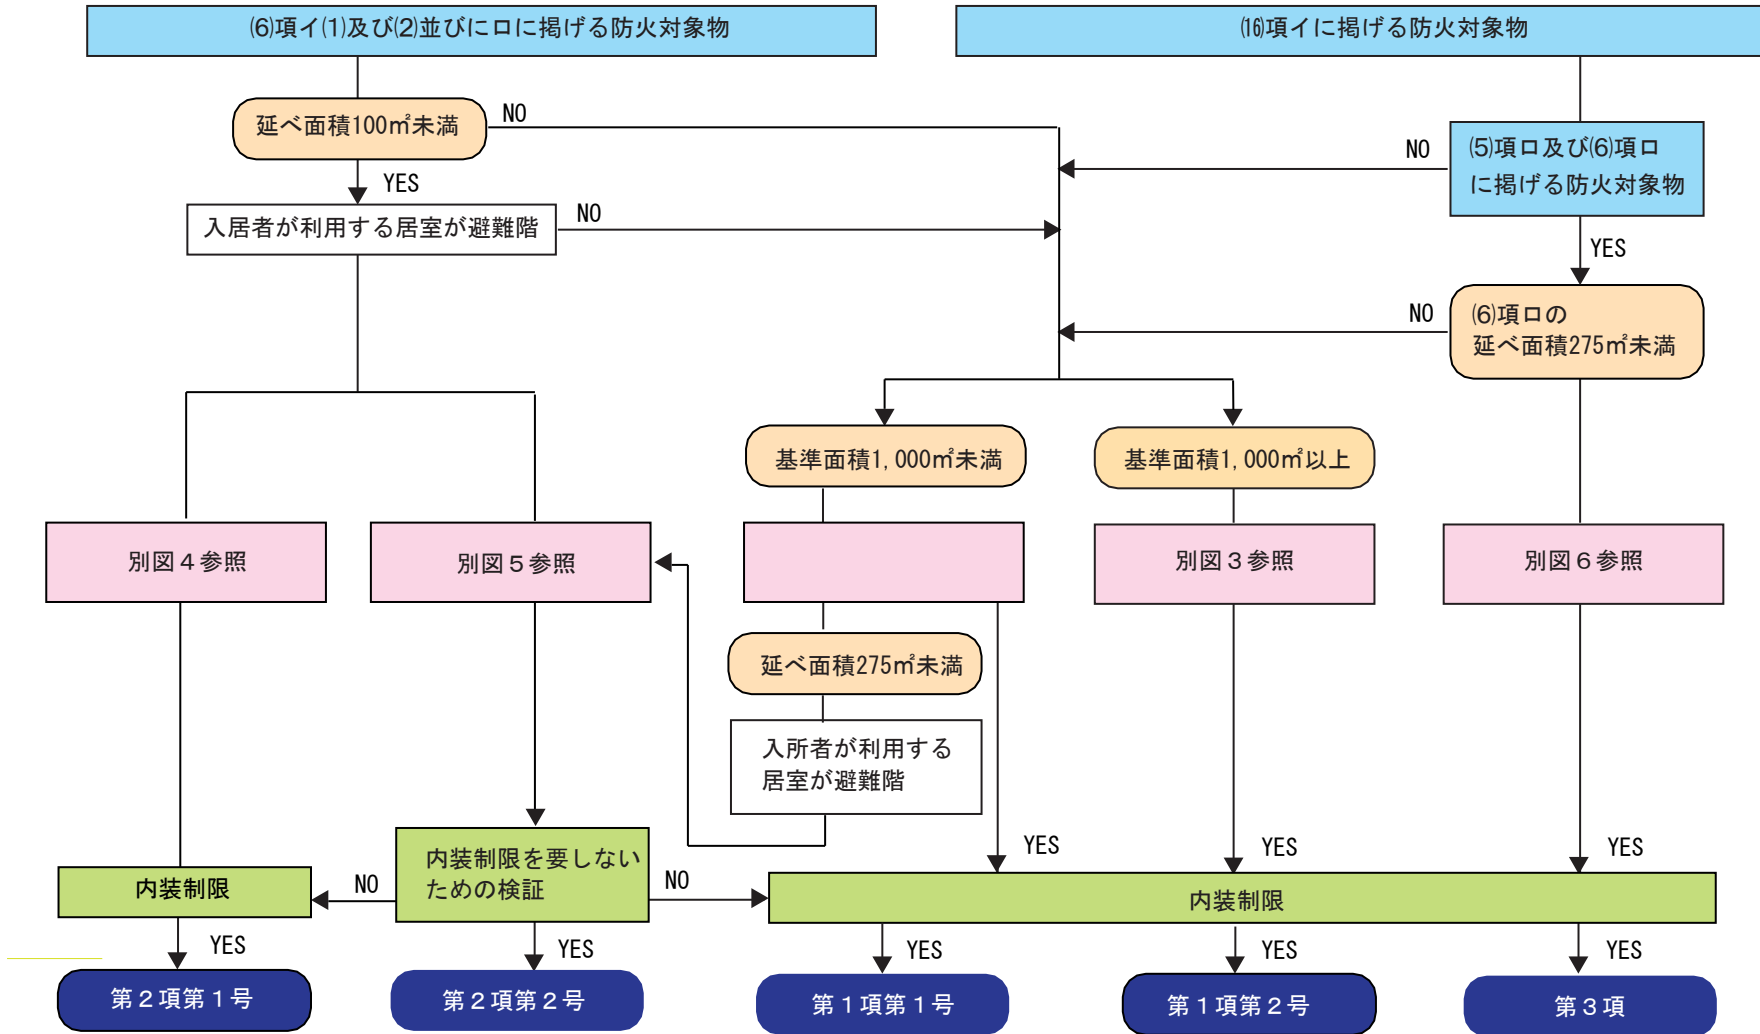 ⑹項イ⑴及び⑵並びにロに掲げる防火対象物
⒃項イに掲げる防火対象物
延べ面積100㎡未満
NO
YES
入居者が利用する居室が避難階
NO
NO
⑸項ロ及び⑹項ロ
に掲げる防火対象物
YES
NO
⑹項ロの
延べ面積275㎡未満
基準面積1,000㎡未満
基準面積1,000㎡以上
別図４参照
別図５参照
別図３参照
別図６参照
延べ面積275㎡未満
入所者が利用する
居室が避難階
YES
YES
YES
内装制限
NO
内装制限を要しない
ための検証
NO
内装制限
YES
YES
YES
YES
YES
第２項第１号
第２項第２号
第１項第１号
第１項第２号
第３項